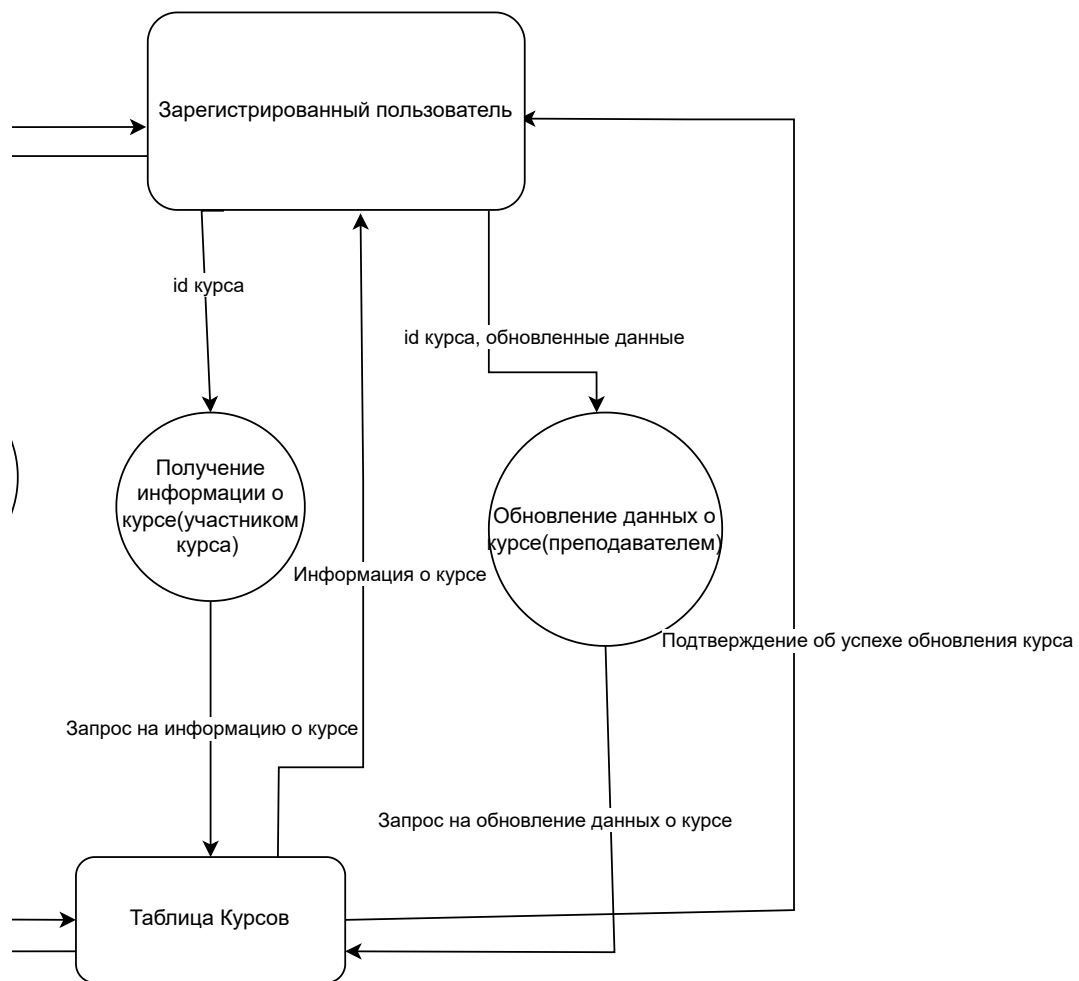 Зарегистрированный пользователь
id курса
id курса, обновленные данные
Получение
информации о
курсе(участником
курса)
Обновление данных о
курсе(преподавателем)
Информация о курсе
Подтверждение об успехе обновления курса
Запрос на информацию о курсе
Запрос на обновление данных о курсе
Таблица Курсов